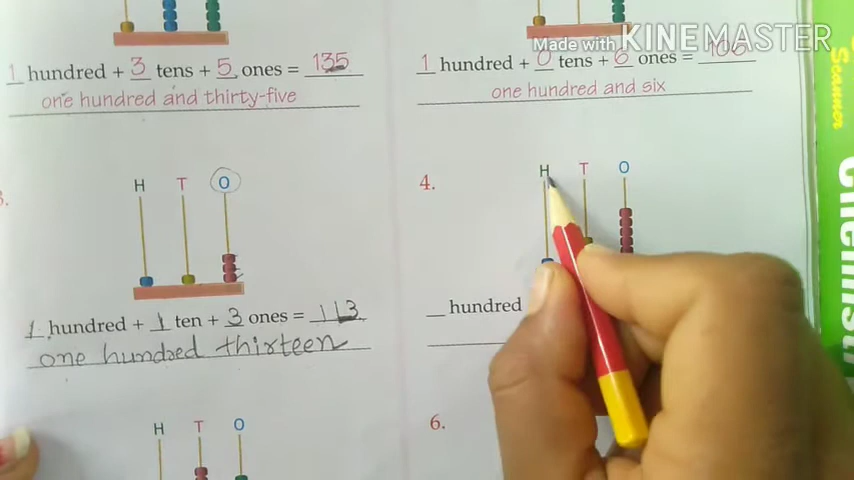 Made with KINEMASTER
1 hundred + 3 tens + 5 ones = 135
one hundred and thirty-five
1 hundred + 0 tens + 6 ones = 106
one hundred and six
H T O
4.
H T O
1 hundred + 1 ten + 3 ones = 113
one hundred thirteen
__ hundred
H T O
6.
Scanner